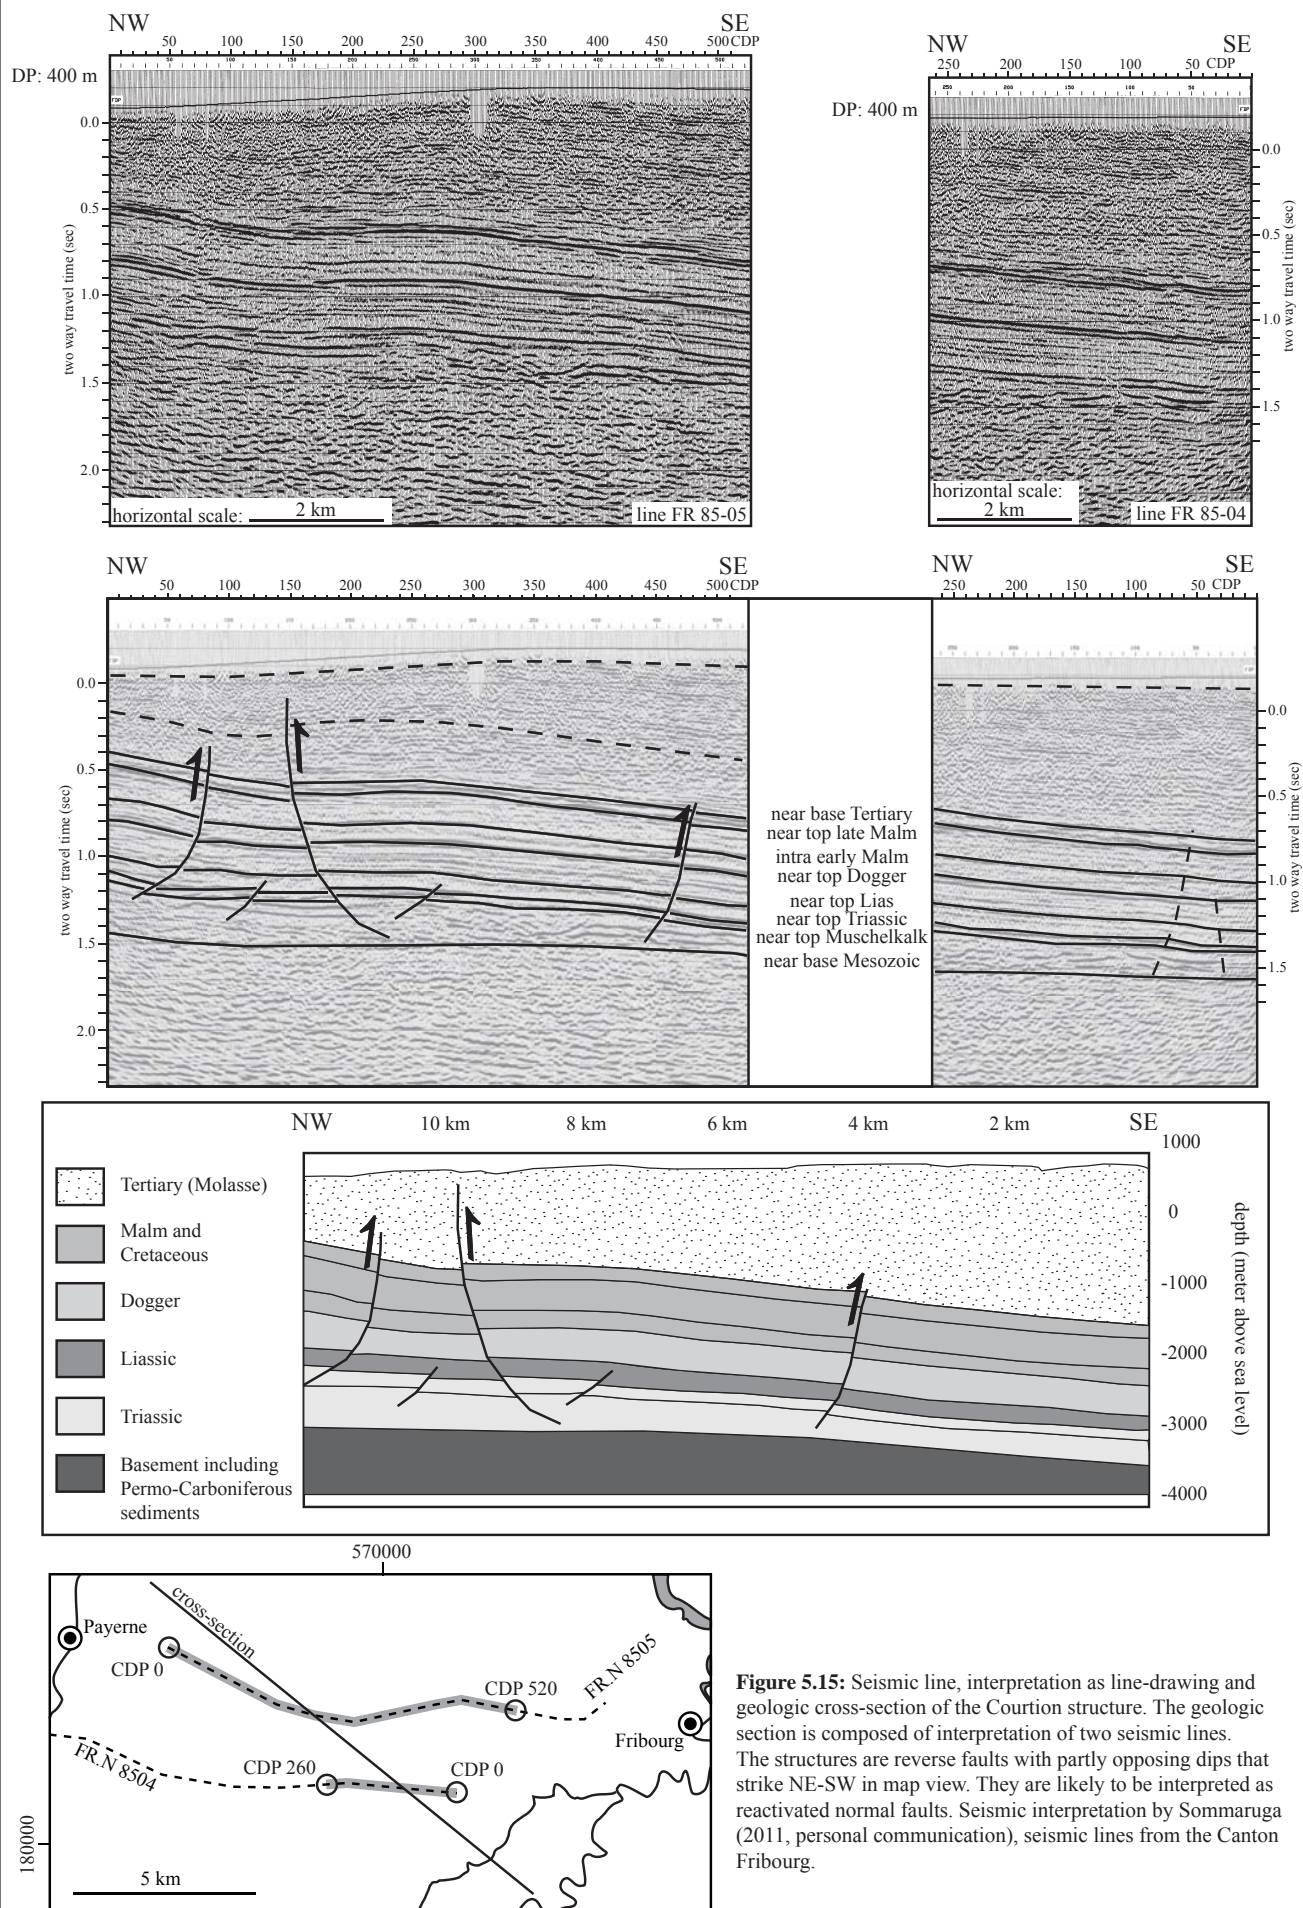 NW SE
50 100 150 200 250 300 350 400 450 500 CDP
DP: 400 m
0.0
0.5
1.0
1.5
2.0
two way travel time (sec)
horizontal scale: 2 km
line FR 85-05
NW SE
250 200 150 100 50 CDP
DP: 400 m
0.0
0.5
1.0
1.5
two way travel time (sec)
horizontal scale:
2 km
line FR 85-04
NW SE
50 100 150 200 250 300 350 400 450 500 CDP
0.0
0.5
1.0
1.5
2.0
two way travel time (sec)
near base Tertiary
near top late Malm
intra early Malm
near top Dogger
near top Lias
near top Triassic
near top Muschelkalk
near base Mesozoic
NW SE
250 200 150 100 50 CDP
0.0
0.5
1.0
1.5
two way travel time (sec)
NW 10 km 8 km 6 km 4 km 2 km SE
1000
0
-1000
-2000
-3000
-4000
depth (meter above sea level)
Tertiary (Molasse)
Malm and
Cretaceous
Dogger
Liassic
Triassic
Basement including
Permo-Carboniferous
sediments
570000
180000
cross-section
Payerne
CDP 0
CDP 520
FR.N 8505
Fribourg
FR.N 8504
CDP 260
CDP 0
5 km
Figure 5.15: Seismic line, interpretation as line-drawing and
geologic cross-section of the Courtion structure. The geologic
section is composed of interpretation of two seismic lines.
The structures are reverse faults with partly opposing dips that
strike NE-SW in map view. They are likely to be interpreted as
reactivated normal faults. Seismic interpretation by Sommaruga
(2011, personal communication), seismic lines from the Canton
Fribourg.